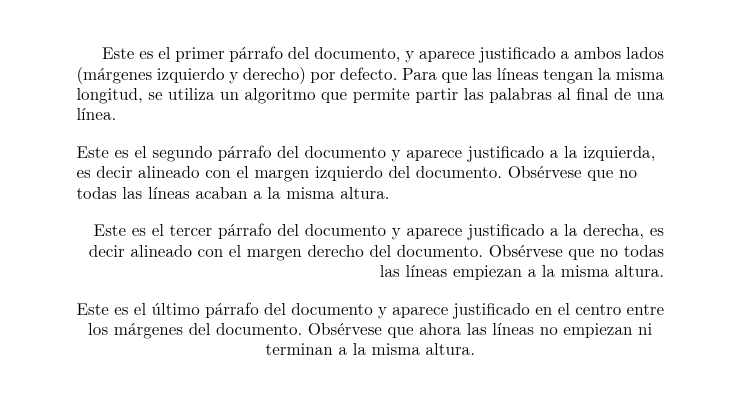 Este es el primer párrafo del documento, y aparece justificado a ambos lados
(márgenes izquierdo y derecho) por defecto. Para que las líneas tengan la misma
longitud, se utiliza un algoritmo que permite partir las palabras al final de una
línea.
Este es el segundo párrafo del documento y aparece justificado a la izquierda,
es decir alineado con el margen izquierdo del documento. Obsérvese que no
todas las líneas acaban a la misma altura.
Este es el tercer párrafo del documento y aparece justificado a la derecha, es
decir alineado con el margen derecho del documento. Obsérvese que no todas
las líneas empiezan a la misma altura.
Este es el último párrafo del documento y aparece justificado en el centro entre
los márgenes del documento. Obsérvese que ahora las líneas no empiezan ni
terminan a la misma altura.